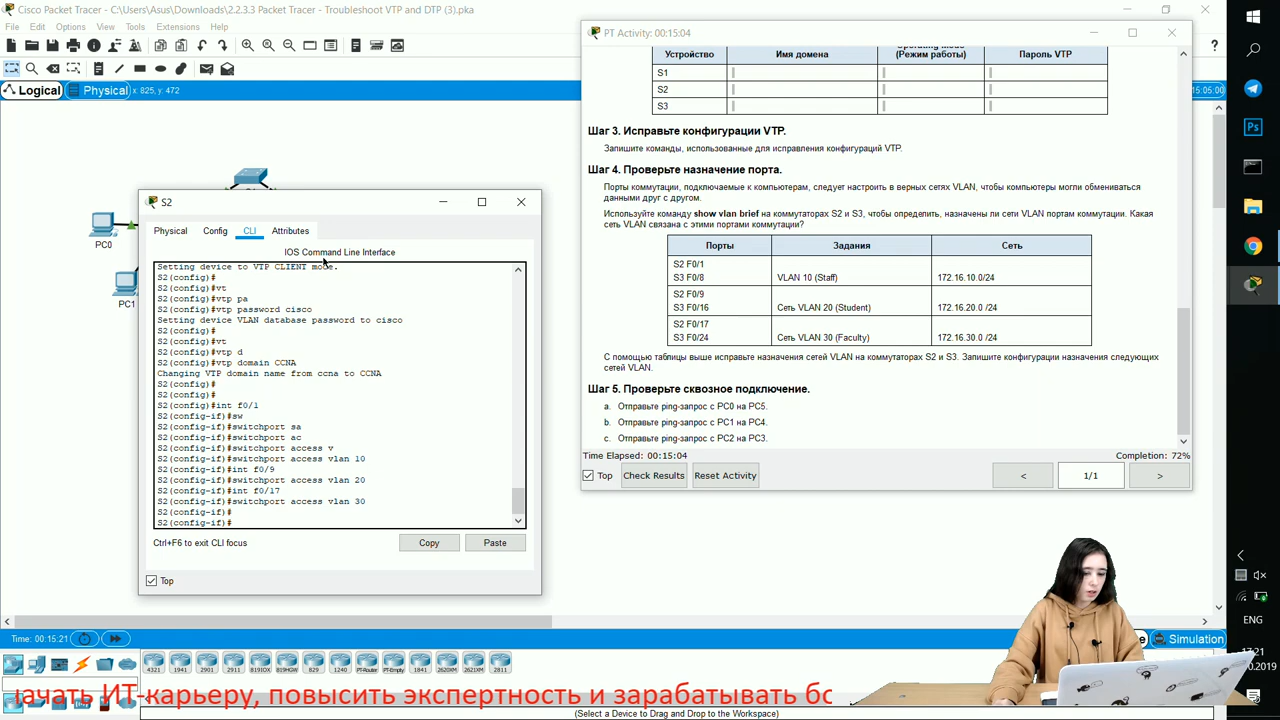 Cisco Packet Tracer - C:\Users\Asus\Downloads\2.2.3.3 Packet Tracer - Troubleshoot VTP and DTP (3).pka
File Edit Options View Tools Extensions Help
Logical Physical x: 825, y: 472
15:05:00
PC0
PC1
S2
Physical Config CLI Attributes
IOS Command Line Interface
Setting device to VTP CLIENT mode.
S2(config)#
S2(config)#vt
S2(config)#vtp pa
S2(config)#vtp password cisco
Setting device VLAN database password to cisco
S2(config)#
S2(config)#vt
S2(config)#vtp d
S2(config)#vtp domain CCNA
Changing VTP domain name from ccna to CCNA
S2(config)#
S2(config)#
S2(config)#int f0/1
S2(config-if)#sw
S2(config-if)#switchport sa
S2(config-if)#switchport ac
S2(config-if)#switchport access v
S2(config-if)#switchport access vlan 10
S2(config-if)#int f0/9
S2(config-if)#switchport access vlan 20
S2(config-if)#int f0/17
S2(config-if)#switchport access vlan 30
S2(config-if)#
S2(config-if)#
Ctrl+F6 to exit CLI focus
Copy Paste
Top
PT Activity: 00:15:04
Устройство Имя домена Operating Mode (Режим работы) Пароль VTP
S1
S2
S3
Шаг 3. Исправьте конфигурации VTP.
Запишите команды, использованные для исправления конфигураций VTP.
Шаг 4. Проверьте назначение порта.
Порты коммутации, подключаемые к компьютерам, следует настроить в верных сетях VLAN, чтобы компьютеры могли обмениваться
данными друг с другом.
Используйте команду show vlan brief на коммутаторах S2 и S3, чтобы определить, назначены ли сети VLAN портам коммутации. Какая
сеть VLAN связана с этими портами коммутации?
Порты Задания Сеть
S2 F0/1
S3 F0/8 VLAN 10 (Staff) 172.16.10.0/24
S2 F0/9
S3 F0/16 Сеть VLAN 20 (Student) 172.16.20.0 /24
S2 F0/17
S3 F0/24 Сеть VLAN 30 (Faculty) 172.16.30.0 /24
С помощью таблицы выше исправьте назначения сетей VLAN на коммутаторах S2 и S3. Запишите конфигурации назначения следующих
сетей VLAN.
Шаг 5. Проверьте сквозное подключение.
a. Отправьте ping-запрос с PC0 на PC5.
b. Отправьте ping-запрос с PC1 на PC4.
c. Отправьте ping-запрос с PC2 на PC3.
Time Elapsed: 00:15:04 Completion: 72%
Top Check Results Reset Activity < 1/1 >
Time: 00:15:21
Simulation
4321 1941 2901 2911 819IOX 819HGW 829 1240 PT-Router PT-Empty 1841 2620XM 2621XM 2811
ачать ИТ-карьеру, повысить экспертность и зарабатывать бо
(Select a Device to Drag and Drop to the Workspace)
ENG
17:21
.2019